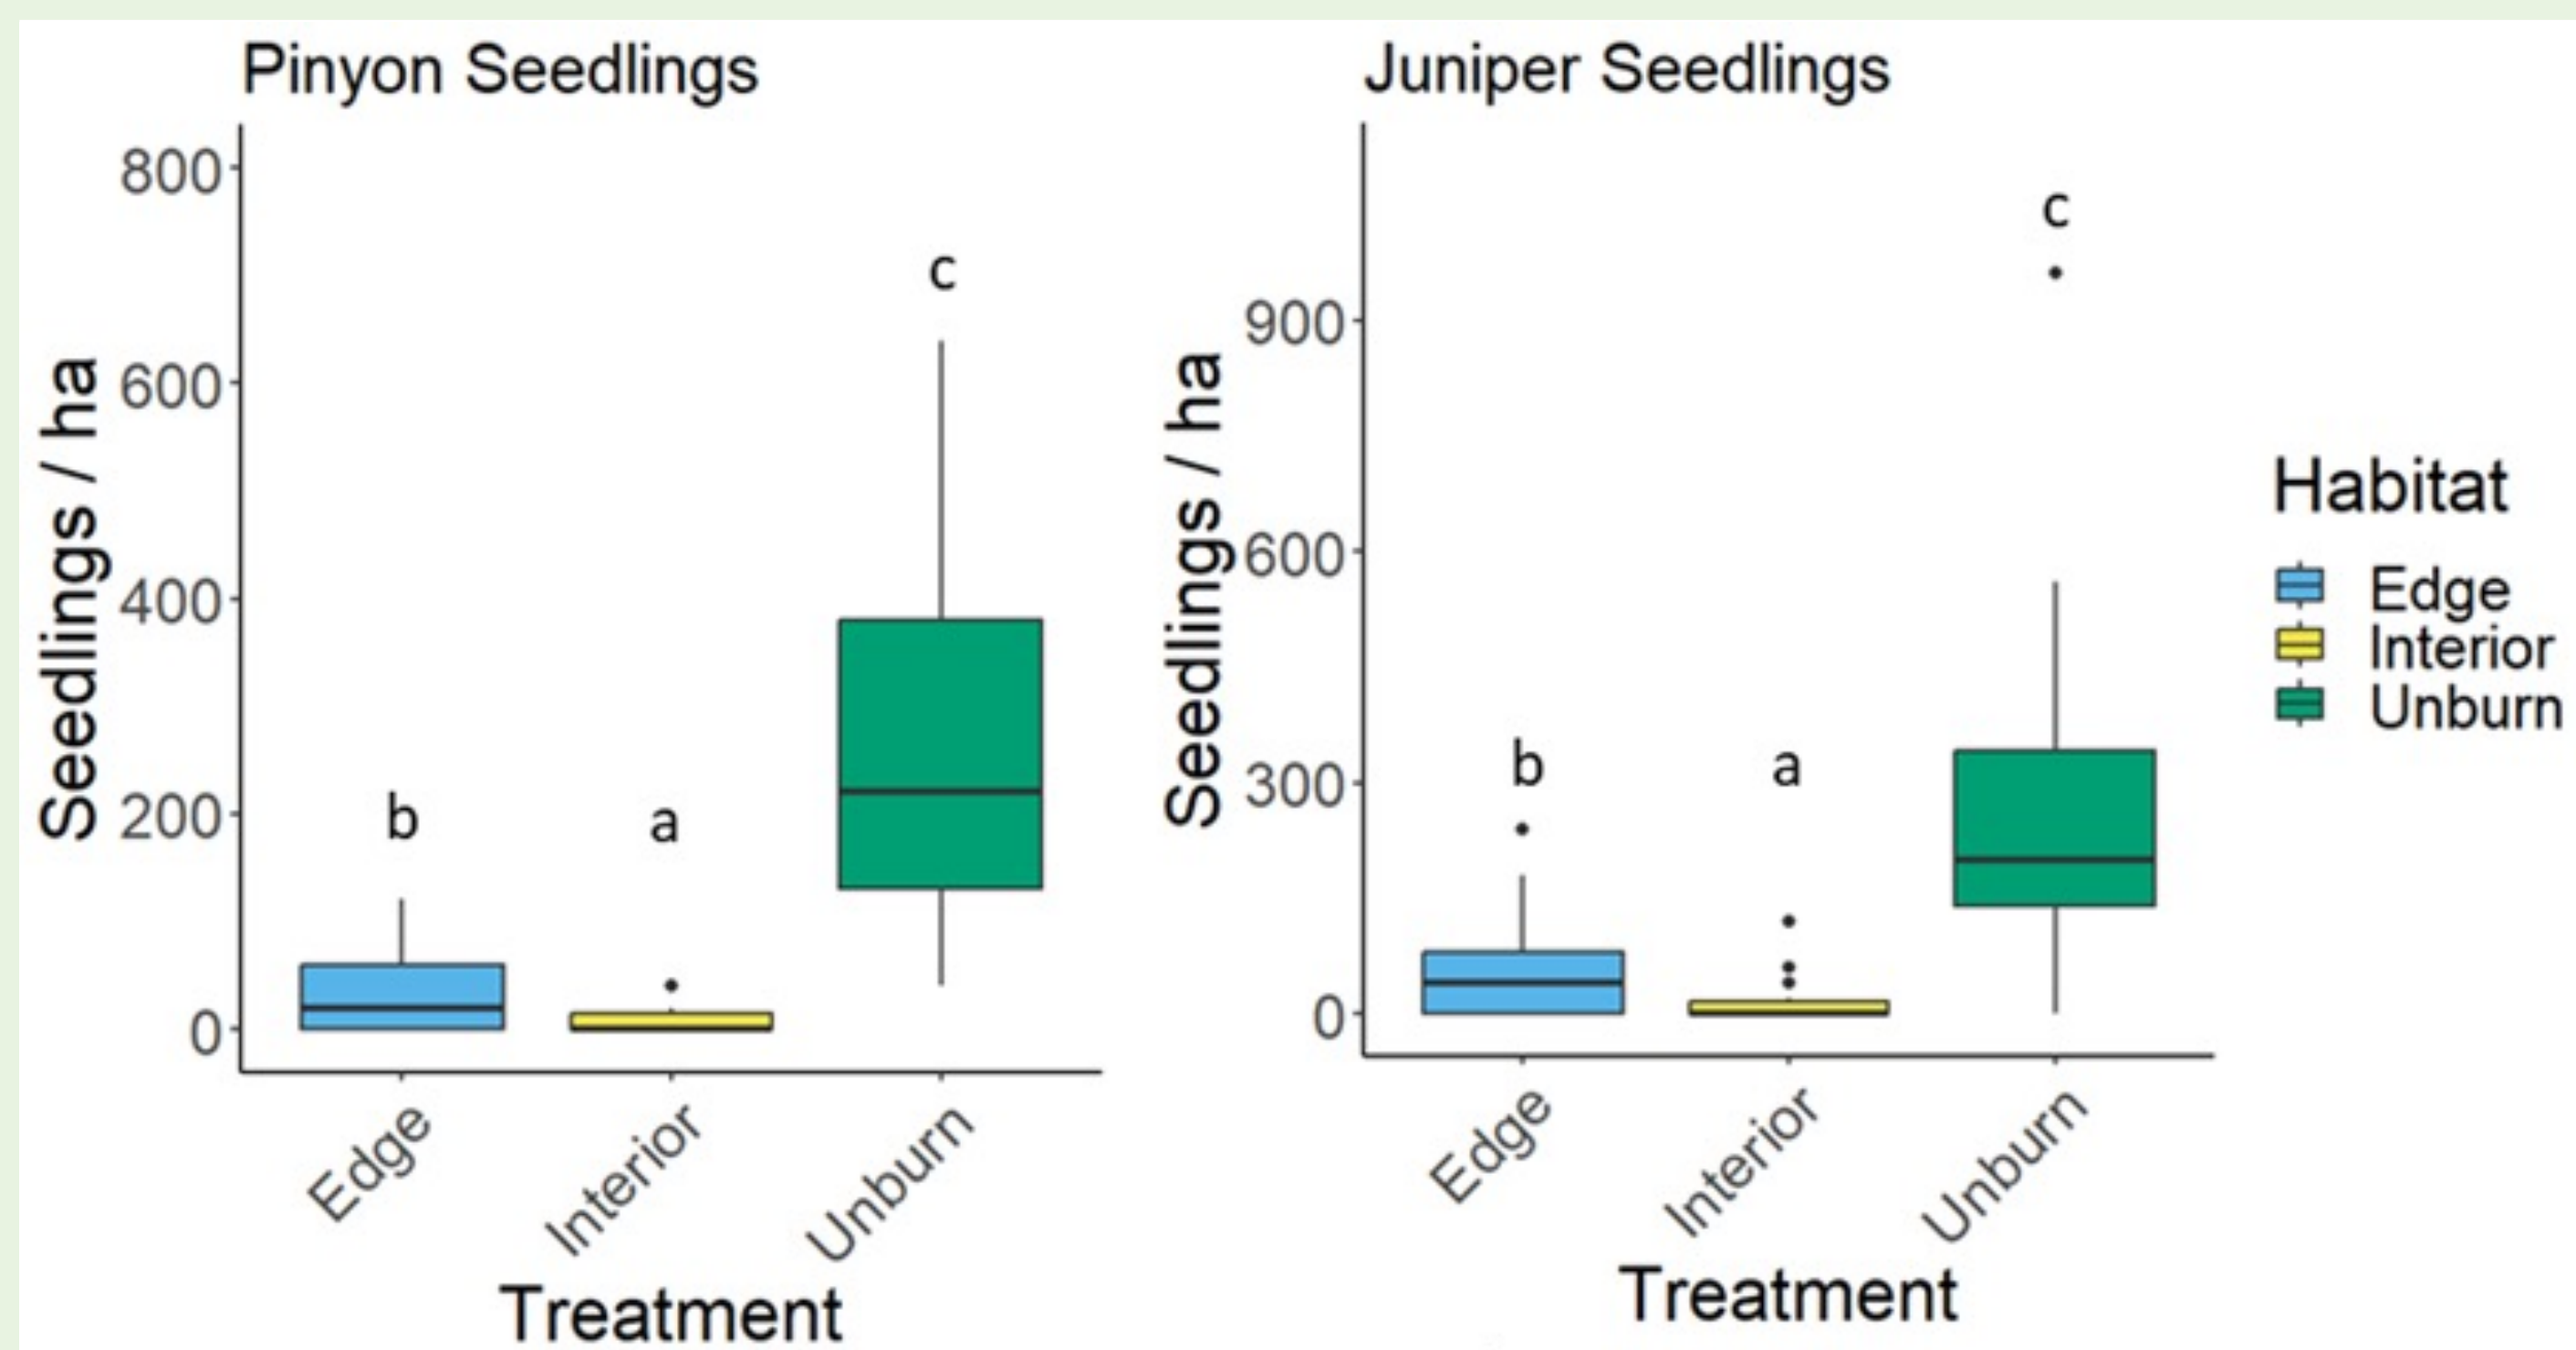 Pinyon Seedlings
Seedlings / ha
800
600
400
200
0
b
a
c
Edge
Interior
Unburn
Treatment
Juniper Seedlings
Seedlings / ha
900
600
300
0
b
a
c
Edge
Interior
Unburn
Treatment
Habitat
Edge
Interior
Unburn